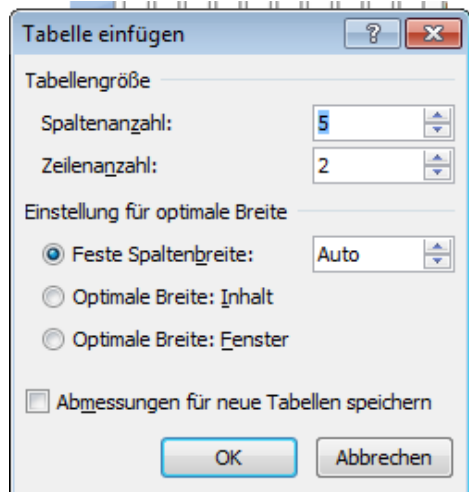 Tabelle einfügen
Tabellengröße
Spaltenanzahl: 5
Zeilenanzahl: 2
Einstellung für optimale Breite
Feste Spaltenbreite: Auto
Optimale Breite: Inhalt
Optimale Breite: Fenster
Abmessungen für neue Tabellen speichern
OK Abbrechen